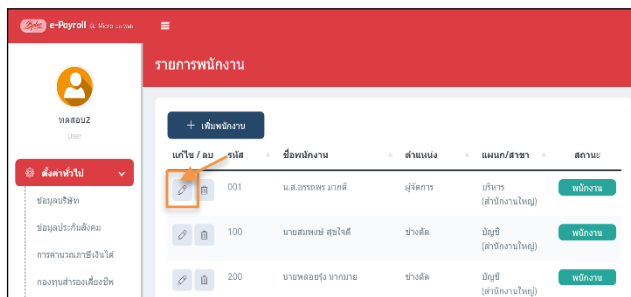 e-Payroll
รายการพนักงาน
ทดสอบ2
User
ตั้งค่าทั่วไป
ข้อมูลบริษัท
ข้อมูลประกันสังคม
การคำนวณภาษีเงินได้
กองทุนสำรองเลี้ยงชีพ
+ เพิ่มพนักงาน
แก้ไข / ลบ รหัส ชื่อพนักงาน ตำแหน่ง แผนก/สาขา สถานะ
001 น.ส.อรรถพร มากดี ผู้จัดการ บริหาร (สำนักงานใหญ่) พนักงาน
100 นายสมพงษ์ สุขใจดี ช่างตัด บัญชี (สำนักงานใหญ่) พนักงาน
200 นายพลอยรุ่ง มากมาย ช่างตัด บัญชี (สำนักงานใหญ่) พนักงาน